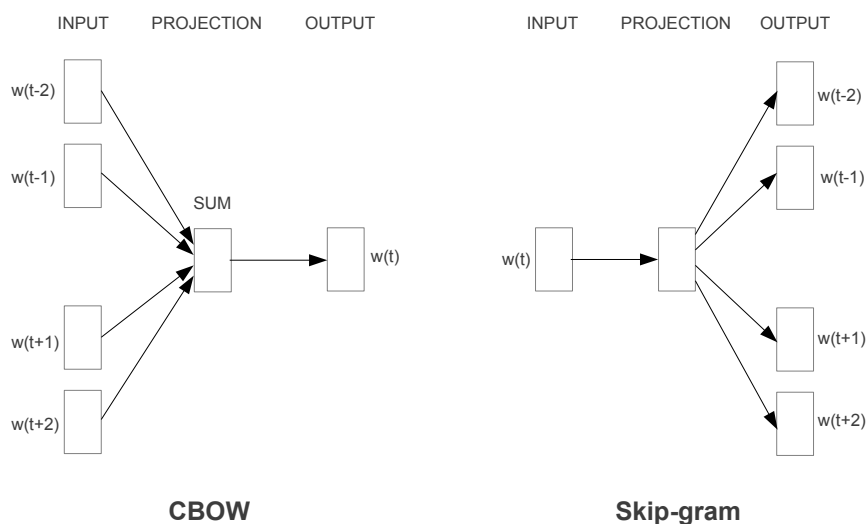 INPUT PROJECTION OUTPUT
w(t-2)
w(t-1)
SUM
w(t)
w(t+1)
w(t+2)
CBOW
INPUT PROJECTION OUTPUT
w(t-2)
w(t-1)
w(t)
w(t+1)
w(t+2)
Skip-gram